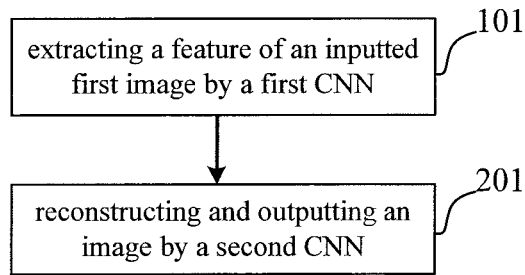 101
extracting a feature of an inputted
first image by a first CNN
201
reconstructing and outputting an
image by a second CNN